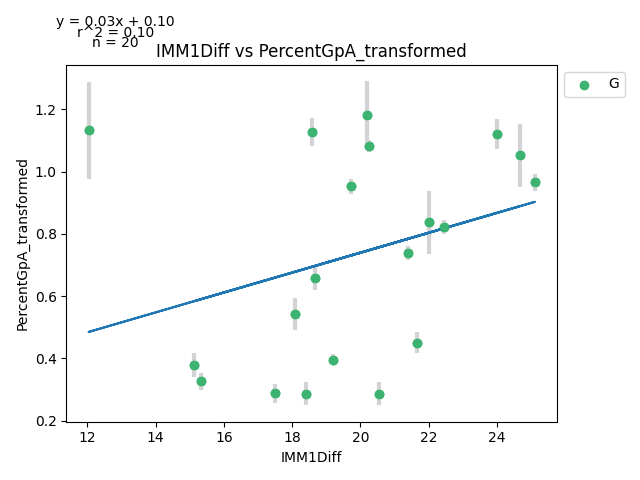 y = 0.03x + 0.10
r^2 = 0.10
n = 20
IMM1Diff vs PercentGpA_transformed
G
PercentGpA_transformed
1.2
1.0
0.8
0.6
0.4
0.2
12 14 16 18 20 22 24
IMM1Diff